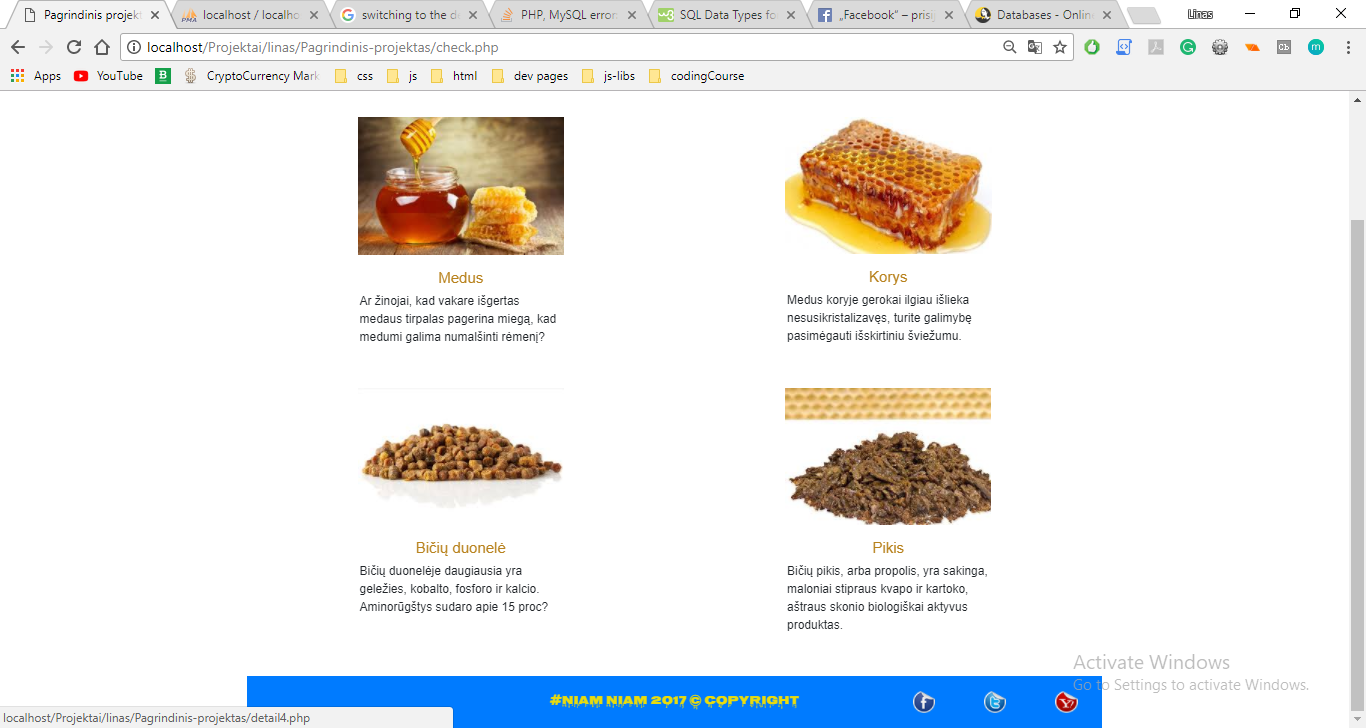 Pagrindinis projekt
localhost / localho
switching to the de
PHP, MySQL error:
SQL Data Types fo
„Facebook“ – prisij
Databases - Onlin
Linas
localhost/Projektai/linas/Pagrindinis-projektas/check.php
Apps
YouTube
CryptoCurrency Mark
css
js
html
dev pages
js-libs
codingCourse
Medus
Ar žinojai, kad vakare išgertas
medaus tirpalas pagerina miegą, kad
medumi galima numalšinti rėmenį?
Korys
Medus koryje gerokai ilgiau išlieka
nesusikristalizavęs, turite galimybę
pasimėgauti išskirtiniu šviežumu.
Bičių duonelė
Bičių duonelėje daugiausia yra
geležies, kobalto, fosforo ir kalcio.
Aminorūgštys sudaro apie 15 proc?
Pikis
Bičių pikis, arba propolis, yra sakinga,
maloniai stipraus kvapo ir kartoko,
aštraus skonio biologiškai aktyvus
produktas.
Activate Windows
Go to Settings to activate Windows.
#NIAM NIAM 2017 © COPYRIGHT
localhost/Projektai/linas/Pagrindinis-projektas/detail4.php